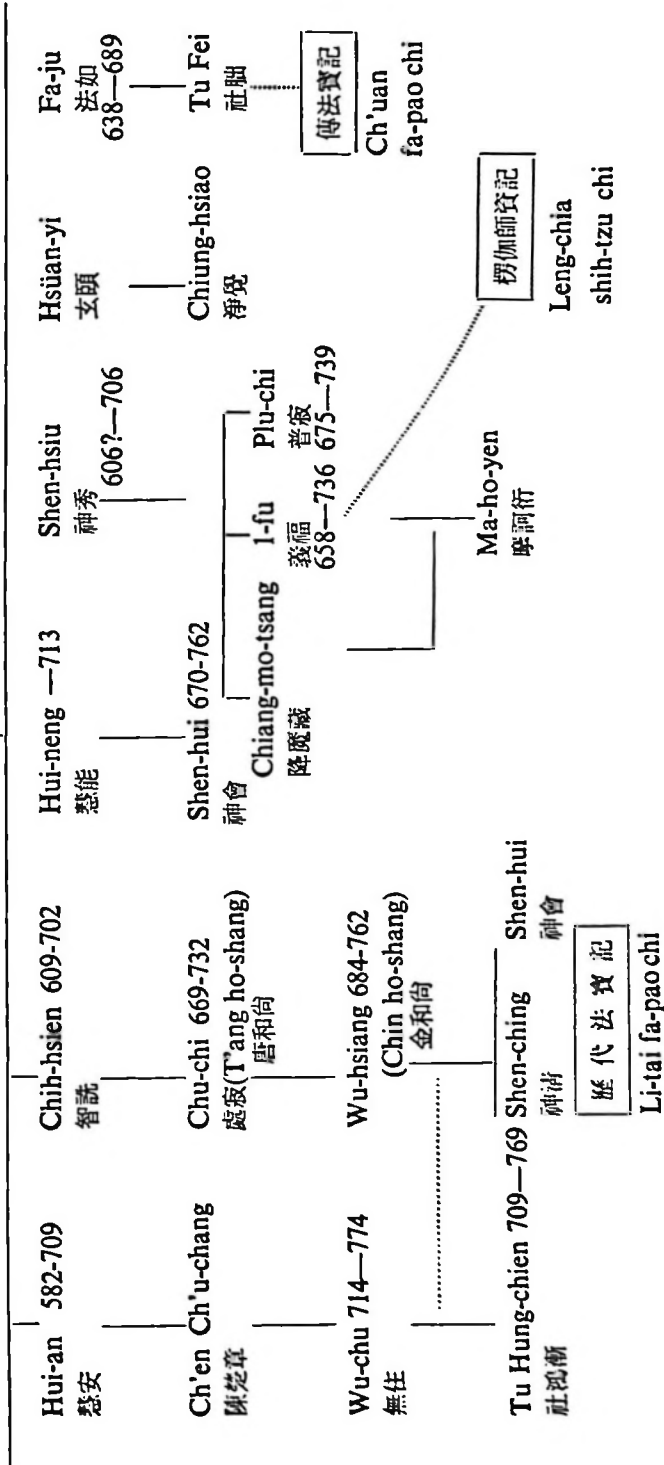 Hui-an 582-709
慧安
Ch'en Ch'u-chang
陳楚章
Wu-chu 714—774
無住
Tu Hung-chien 709—769
社鴻漸
Chih-hsien 609-702
智詵
Chu-chi 669-732
處寂(T'ang ho-shang)
唐和尙
Wu-hsiang 684-762
(Chin ho-shang)
金和尙
Shen-ching
神淸
Shen-hui
神會
歷代法寶記
Li-tai fa-pao chi
Hui-neng —713
慧能
Shen-hui 670-762
神會
Shen-hsiu
神秀 606?—706
Chiang-mo-tsang
降魔藏
1-fu
義福
658—736
Plu-chi
普寂
675—739
Ma-ho-yen
摩訶衍
Hsüan-yi
玄賾
Chiung-hsiao
淨覺
楞伽師資記
Leng-chia
shih-tzu chi
Fa-ju
法如
638—689
Tu Fei
社朏
傳法寶記
Ch'uan
fa-pao chi